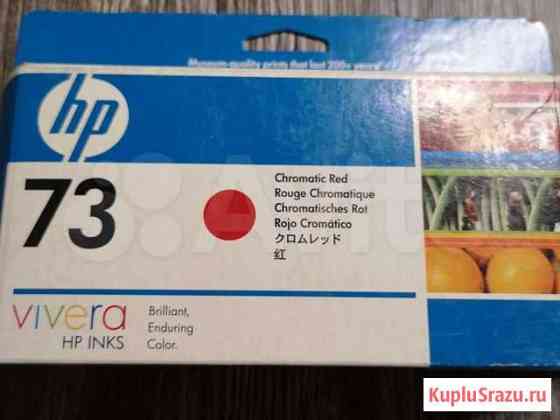 Museum-quality prints that last 200+ years
hp
73
Chromatic Red
Rouge Chromatique
Chromatisches Rot
Rojo Cromático
クロムレッド
紅
vivera
HP INKS
Brilliant,
Enduring
Color.
KupluSrazu.ru